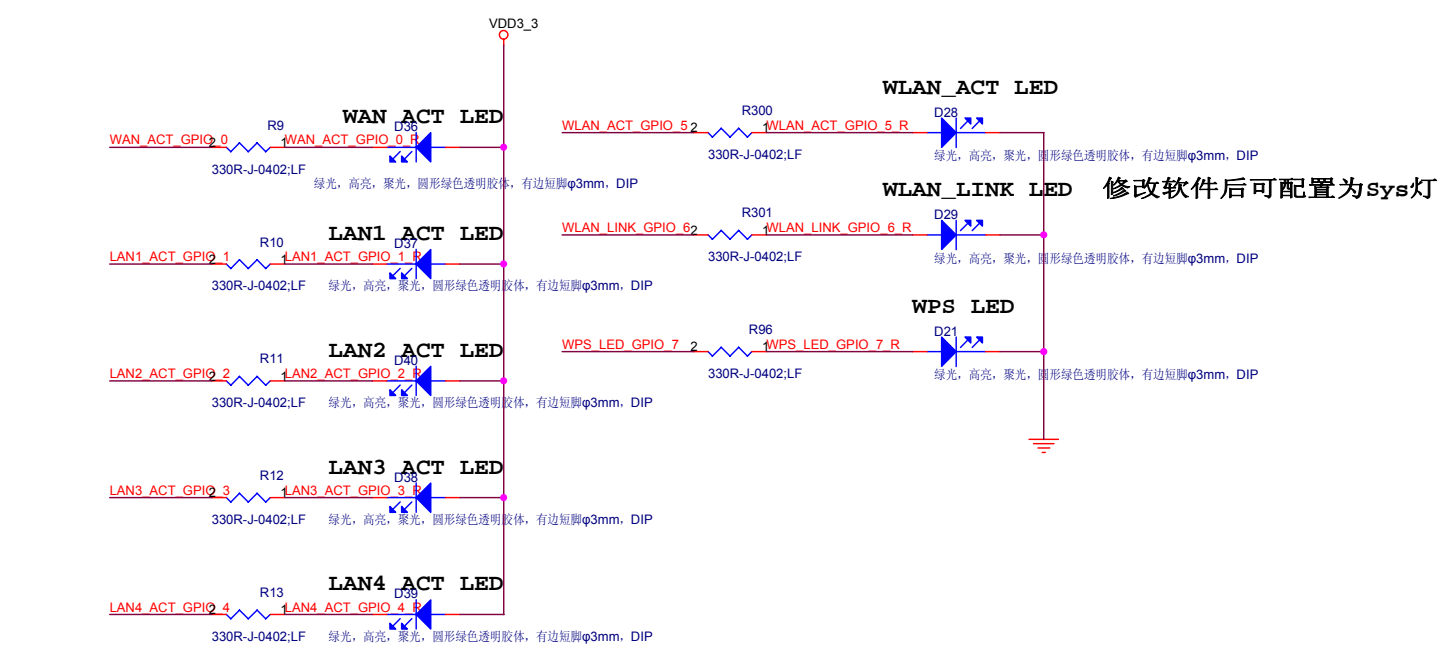 VDD3_3
WAN ACT LED
R9
D36
WAN_ACT_GPIO_0
2
1
WAN_ACT_GPIO_0_R
330R-J-0402;LF
绿光，高亮，聚光，圆形绿色透明胶体，有边短脚φ3mm，DIP
LAN1 ACT LED
R10
D37
LAN1_ACT_GPIO_1
2
1
LAN1_ACT_GPIO_1_R
330R-J-0402;LF
绿光，高亮，聚光，圆形绿色透明胶体，有边短脚φ3mm，DIP
LAN2 ACT LED
R11
D40
LAN2_ACT_GPIO_2
2
1
LAN2_ACT_GPIO_2_R
330R-J-0402;LF
绿光，高亮，聚光，圆形绿色透明胶体，有边短脚φ3mm，DIP
LAN3 ACT LED
R12
D38
LAN3_ACT_GPIO_3
2
1
LAN3_ACT_GPIO_3_R
330R-J-0402;LF
绿光，高亮，聚光，圆形绿色透明胶体，有边短脚φ3mm，DIP
LAN4 ACT LED
R13
D39
LAN4_ACT_GPIO_4
2
1
LAN4_ACT_GPIO_4_R
330R-J-0402;LF
绿光，高亮，聚光，圆形绿色透明胶体，有边短脚φ3mm，DIP
WLAN_ACT LED
R300
D28
WLAN_ACT_GPIO_5
2
1
WLAN_ACT_GPIO_5_R
330R-J-0402;LF
绿光，高亮，聚光，圆形绿色透明胶体，有边短脚φ3mm，DIP
WLAN_LINK LED
修改软件后可配置为Sys灯
R301
D29
WLAN_LINK_GPIO_6
2
1
WLAN_LINK_GPIO_6_R
330R-J-0402;LF
绿光，高亮，聚光，圆形绿色透明胶体，有边短脚φ3mm，DIP
WPS LED
R96
D21
WPS_LED_GPIO_7
2
1
WPS_LED_GPIO_7_R
330R-J-0402;LF
绿光，高亮，聚光，圆形绿色透明胶体，有边短脚φ3mm，DIP